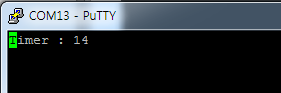 COM13 - PuTTY
Timer : 14